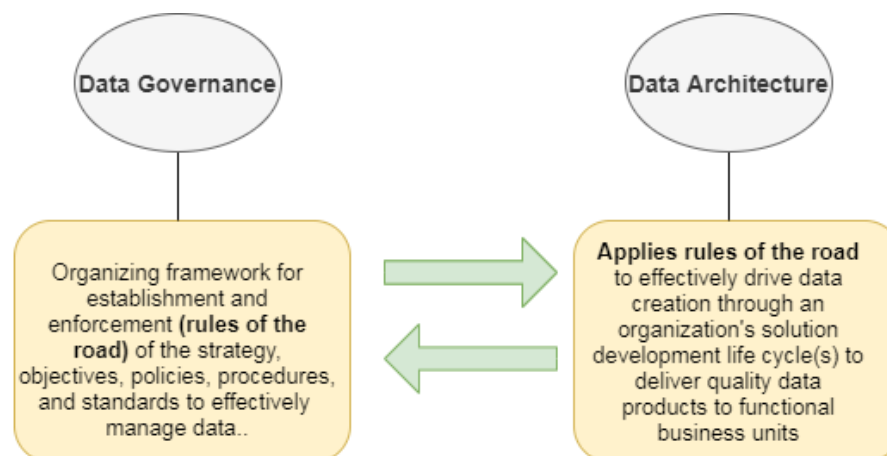 Data Governance
Data Architecture
Organizing framework for
establishment and
enforcement (rules of the
road) of the strategy,
objectives, policies, procedures,
and standards to effectively
manage data..
Applies rules of the road
to effectively drive data
creation through an
organization's solution
development life cycle(s) to
deliver quality data
products to functional
business units